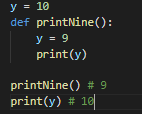 y = 10
def printNine():
    y = 9
    print(y)

printNine() # 9
print(y) # 10